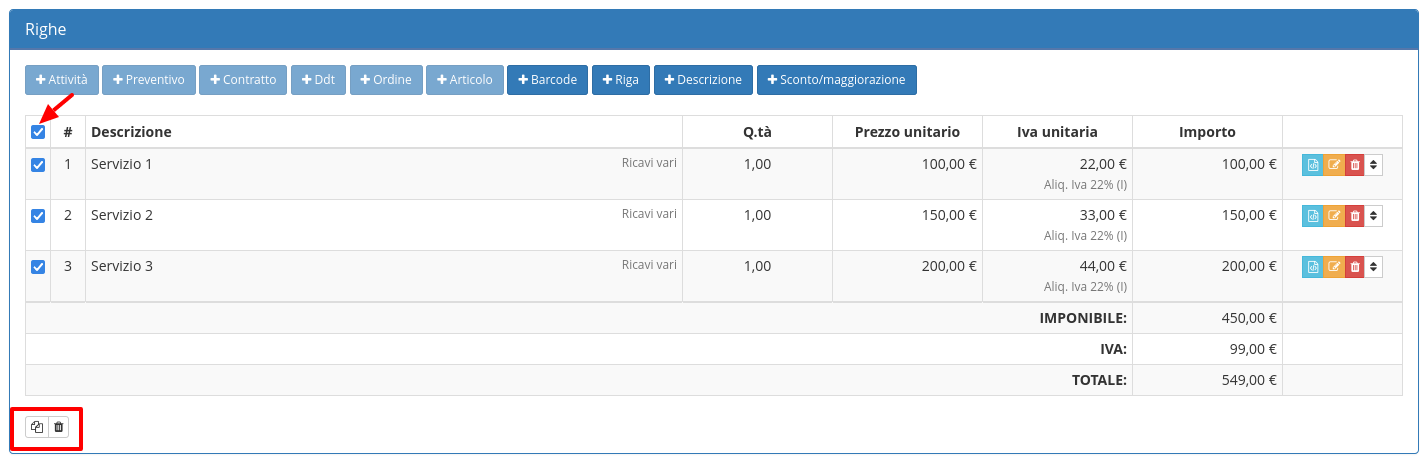 Righe
+ Attività + Preventivo + Contratto + Ddt + Ordine + Articolo + Barcode + Riga + Descrizione + Sconto/maggiorazione
# Descrizione Q.tà Prezzo unitario Iva unitaria Importo
1 Servizio 1 Ricavi vari 1,00 100,00 € 22,00 € 100,00 €
Aliq. Iva 22% (I)
2 Servizio 2 Ricavi vari 1,00 150,00 € 33,00 € 150,00 €
Aliq. Iva 22% (I)
3 Servizio 3 Ricavi vari 1,00 200,00 € 44,00 € 200,00 €
Aliq. Iva 22% (I)
IMPONIBILE: 450,00 €
IVA: 99,00 €
TOTALE: 549,00 €